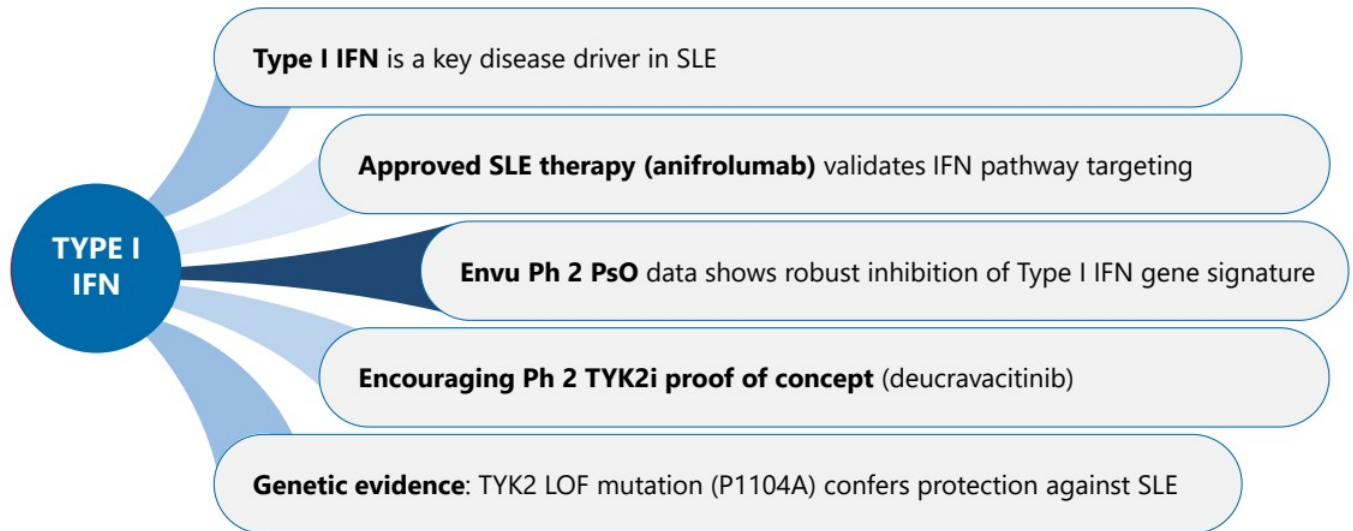 Type I IFN is a key disease driver in SLE
Approved SLE therapy (anifrolumab) validates IFN pathway targeting
TYPE I
IFN
Envu Ph 2 PsO data shows robust inhibition of Type I IFN gene signature
Encouraging Ph 2 TYK2i proof of concept (deucravacitinib)
Genetic evidence: TYK2 LOF mutation (P1104A) confers protection against SLE